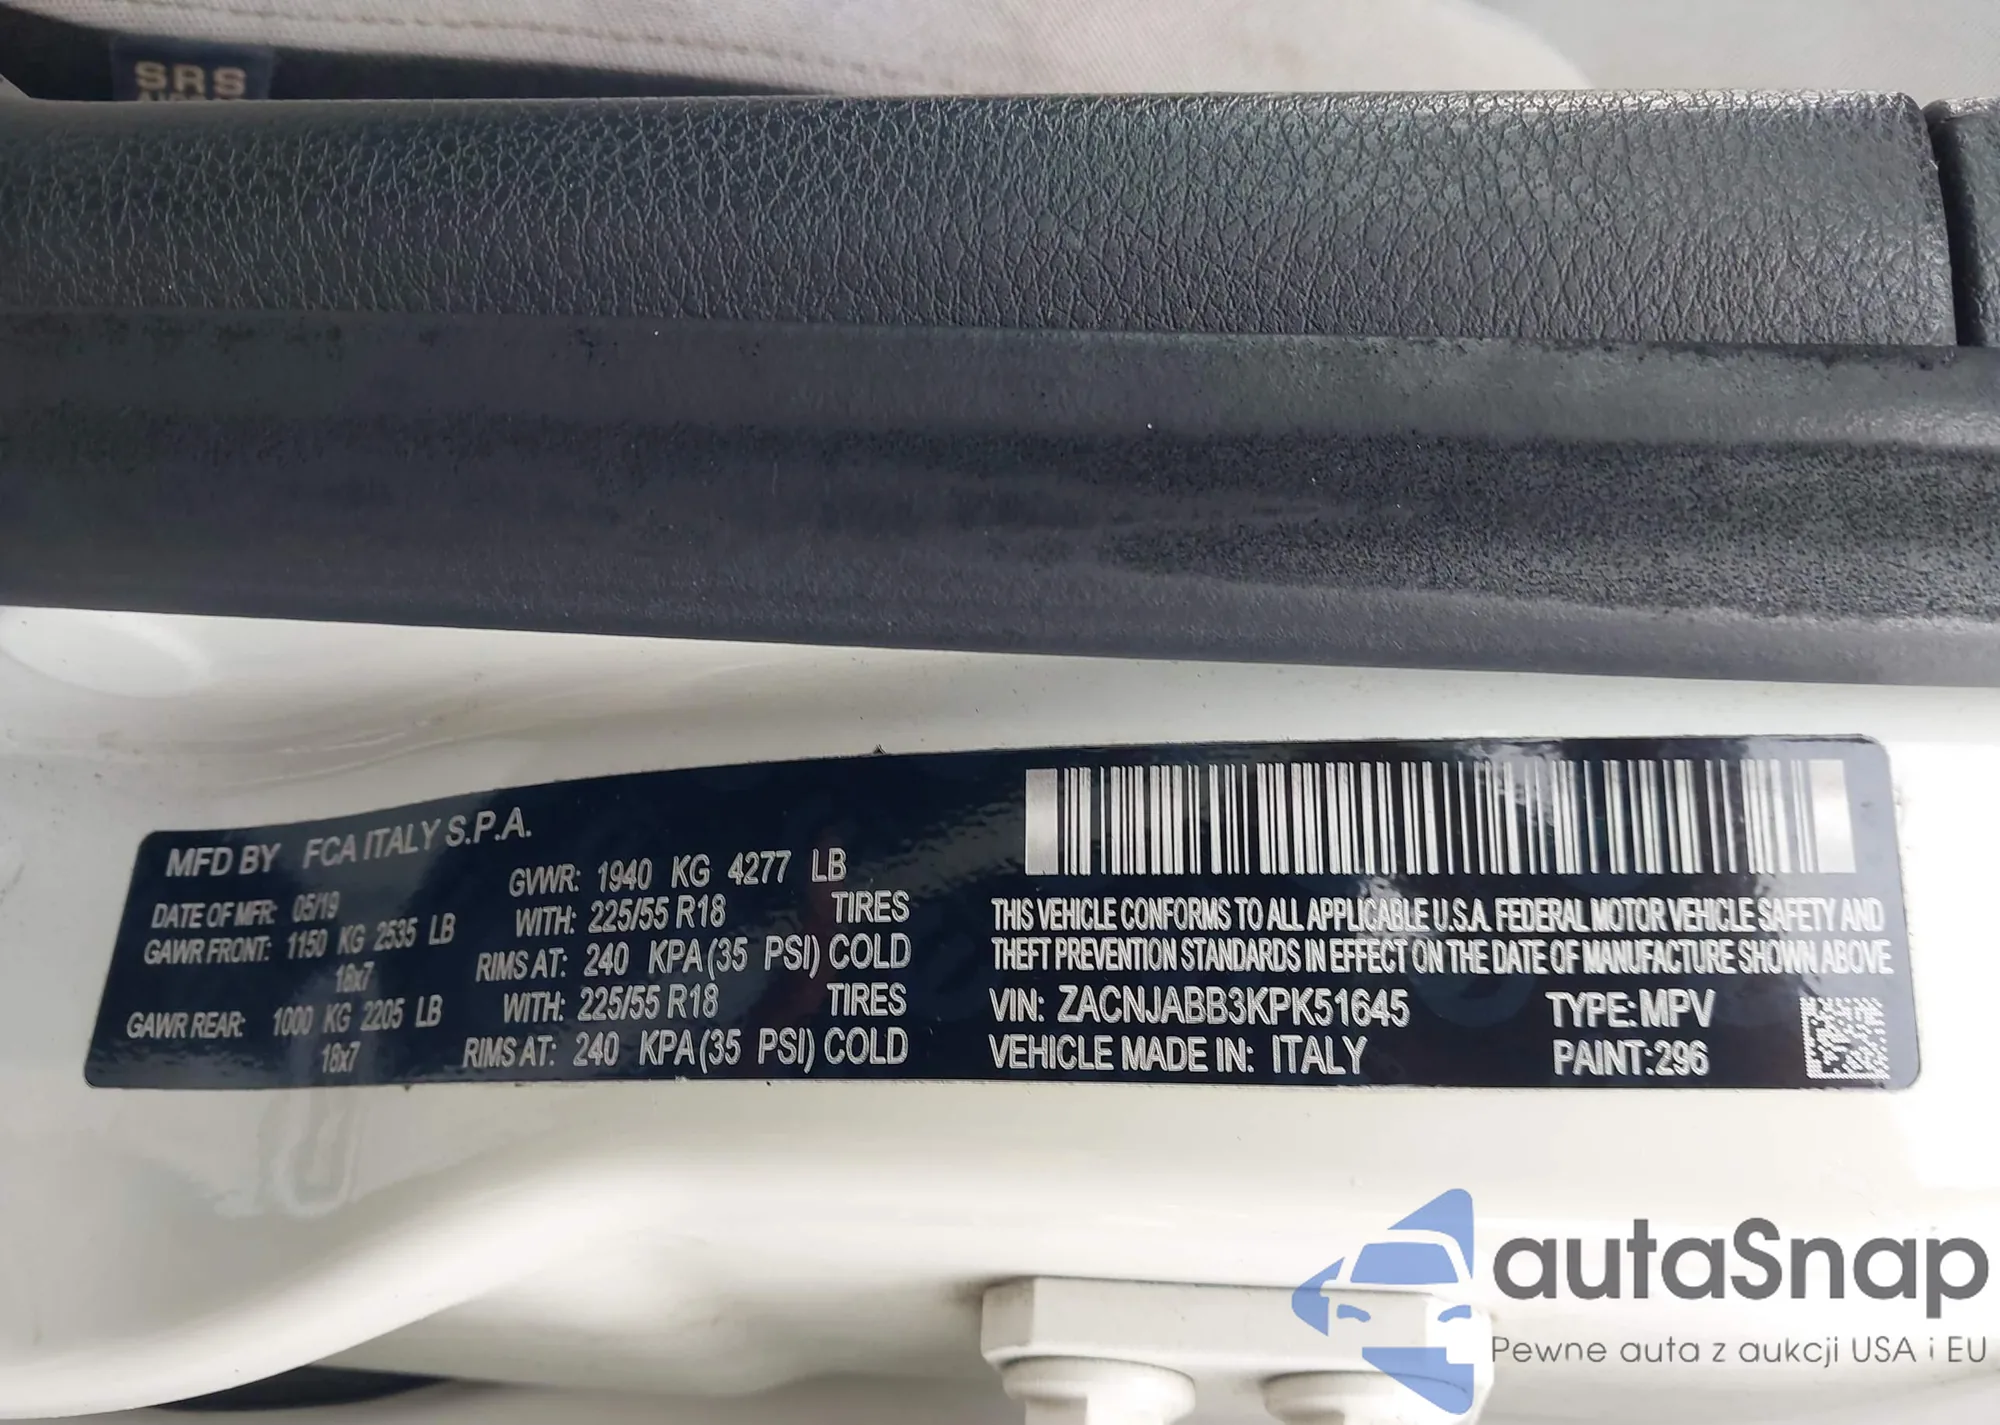 SRS
MFD BY FCA ITALY S.P.A.
DATE OF MFR: 05/19 GVWR: 1940 KG 4277 LB
GAWR FRONT: 1150 KG 2535 LB WITH: 225/55 R18 TIRES
18x7 RIMS AT: 240 KPA (35 PSI) COLD
GAWR REAR: 1000 KG 2205 LB WITH: 225/55 R18 TIRES
18x7 RIMS AT: 240 KPA (35 PSI) COLD
THIS VEHICLE CONFORMS TO ALL APPLICABLE U.S.A. FEDERAL MOTOR VEHICLE SAFETY AND
THEFT PREVENTION STANDARDS IN EFFECT ON THE DATE OF MANUFACTURE SHOWN ABOVE
VIN: ZACNJABB3KPK51645 TYPE: MPV
VEHICLE MADE IN: ITALY PAINT: 296
autaSnap
Pewne auta z aukcji USA i EU